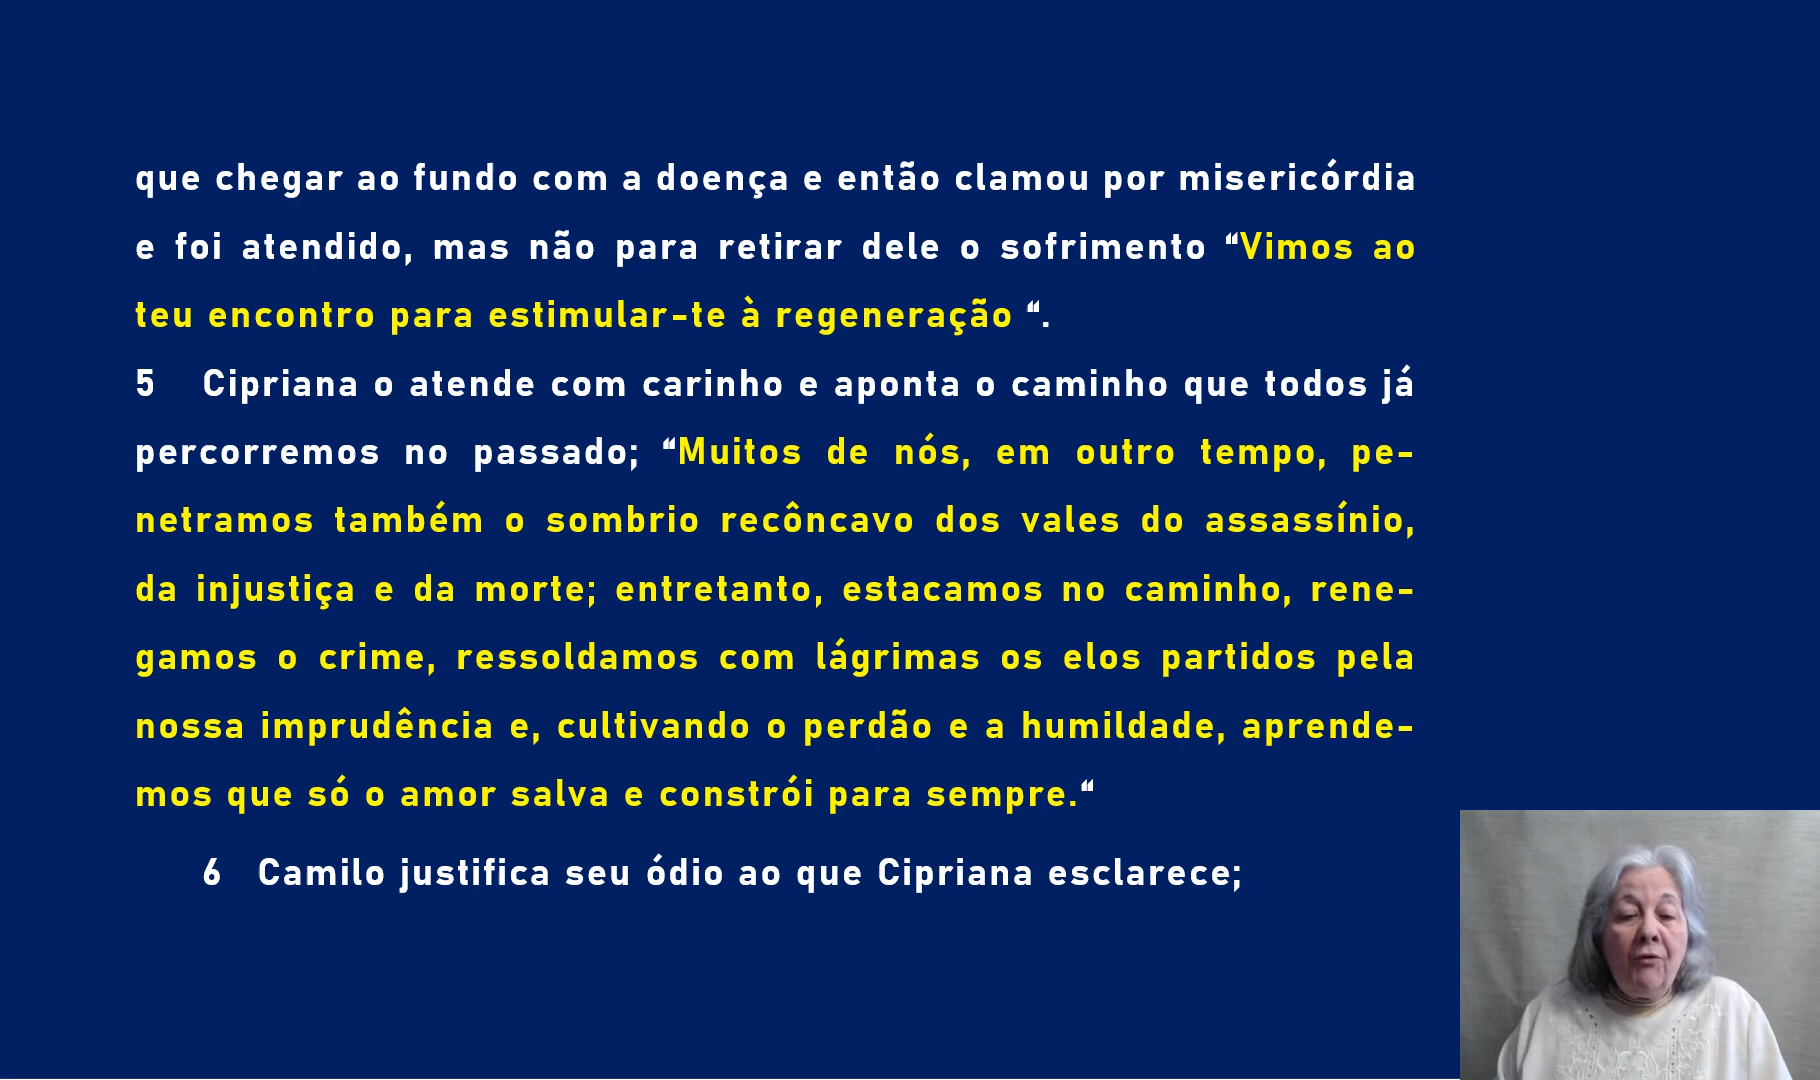 que chegar ao fundo com a doença e então clamou por misericórdia
e foi atendido, mas não para retirar dele o sofrimento “Vimos ao
teu encontro para estimular-te à regeneração “.
5 Cipriana o atende com carinho e aponta o caminho que todos já
percorremos no passado; “Muitos de nós, em outro tempo, pe-
netramos também o sombrio recôncavo dos vales do assassínio,
da injustiça e da morte; entretanto, estacamos no caminho, rene-
gamos o crime, ressoldamos com lágrimas os elos partidos pela
nossa imprudência e, cultivando o perdão e a humildade, aprende-
mos que só o amor salva e constrói para sempre.“
6 Camilo justifica seu ódio ao que Cipriana esclarece;